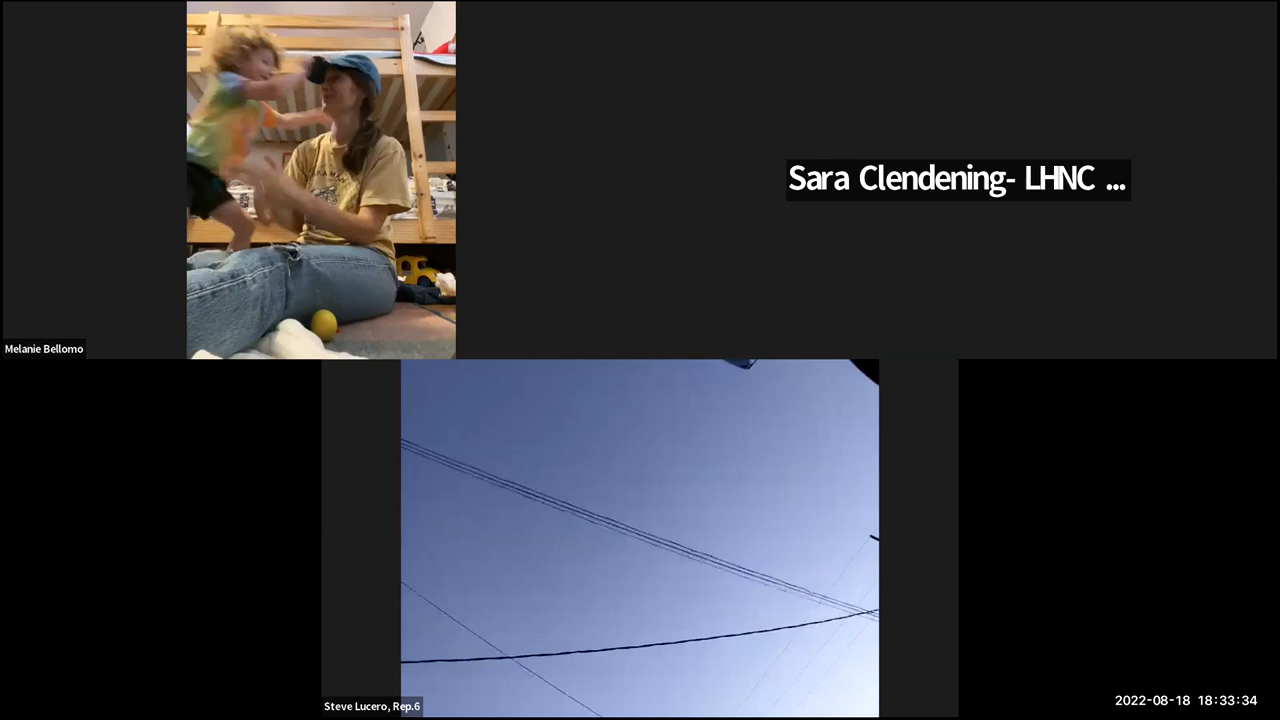 Sara Clendening- LHNC ...
Melanie Bellomo
Steve Lucero, Rep.6
2022-08-18 18:33:34